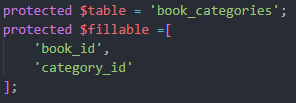 protected $table = 'book_categories';
protected $fillable =[
    'book_id',
    'category_id'
];